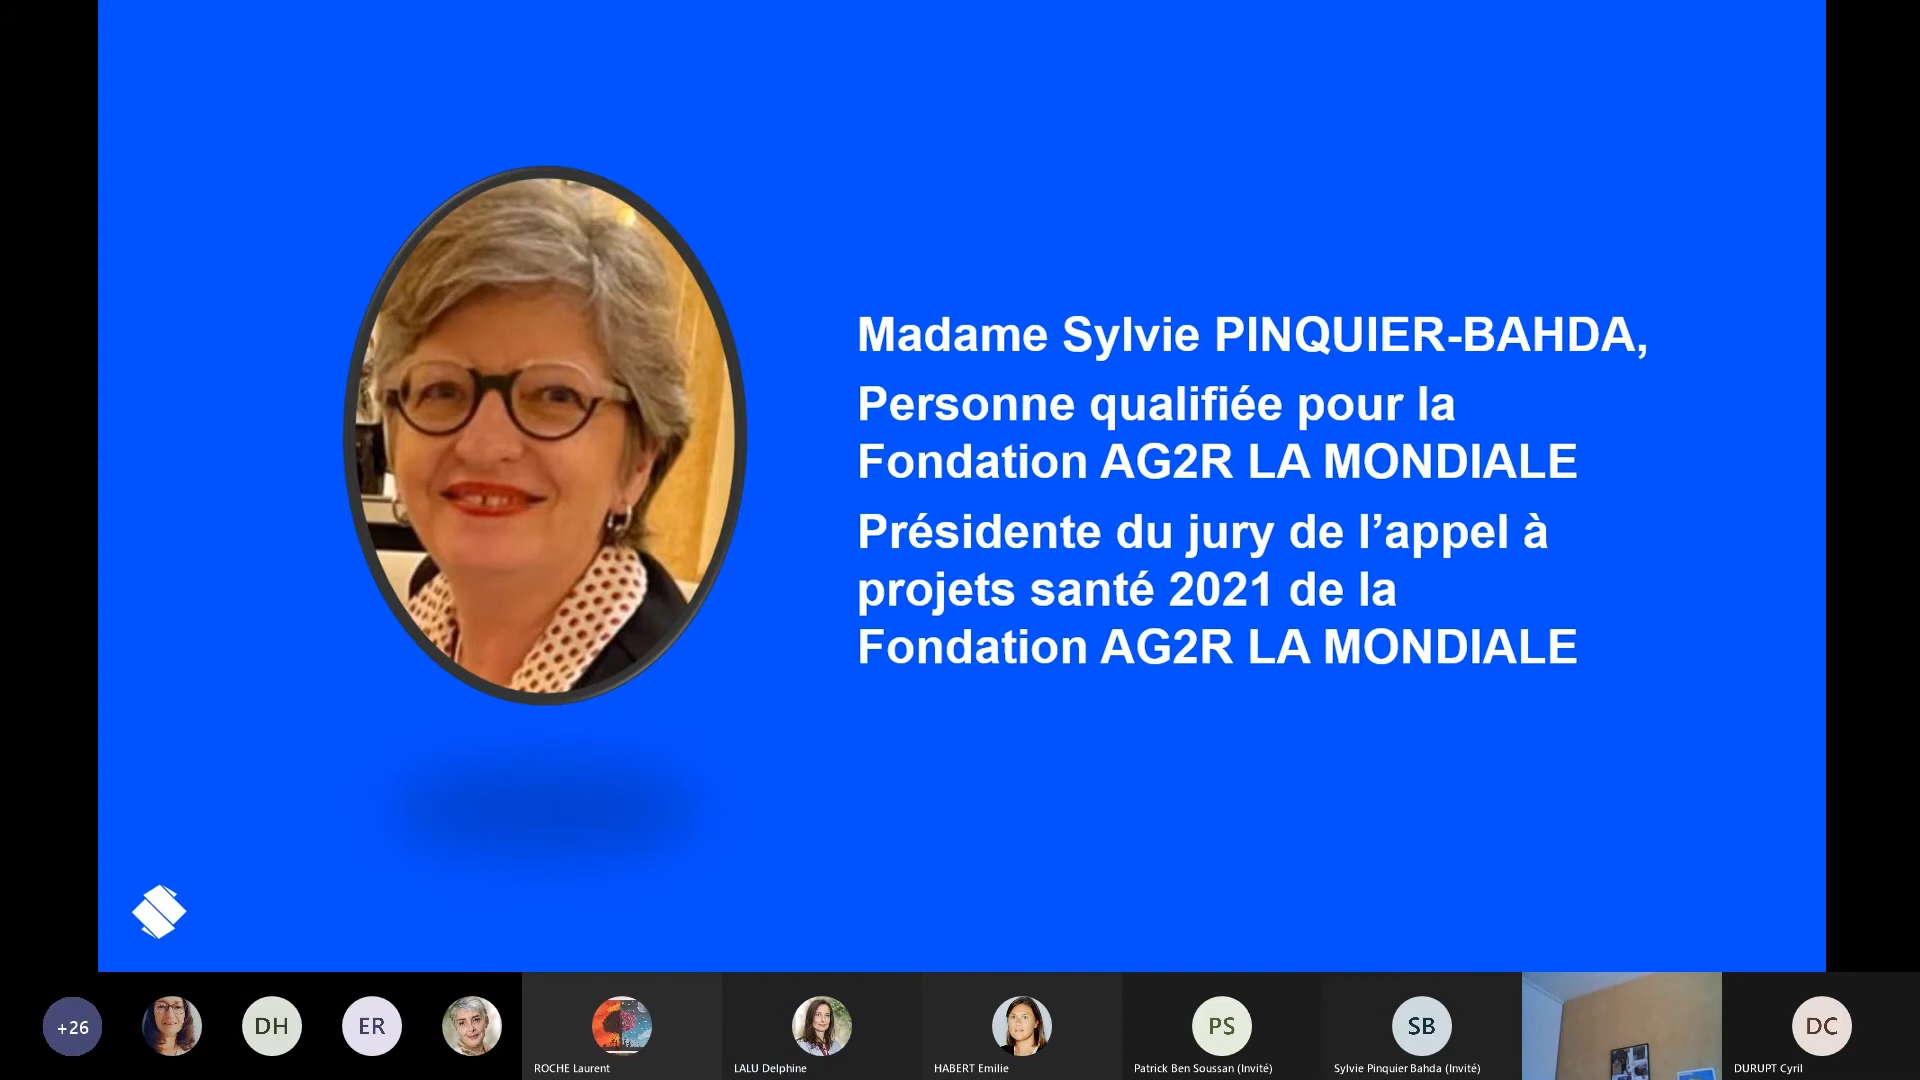 Madame Sylvie PINQUIER-BAHDA,
Personne qualifiée pour la
Fondation AG2R LA MONDIALE
Présidente du jury de l’appel à
projets santé 2021 de la
Fondation AG2R LA MONDIALE
+26
DH
ER
ROCHE Laurent
LALU Delphine
HABERT Emilie
PS
Patrick Ben Soussan (Invité)
SB
Sylvie Pinquier Bahda (Invité)
DC
DURUPT Cyril